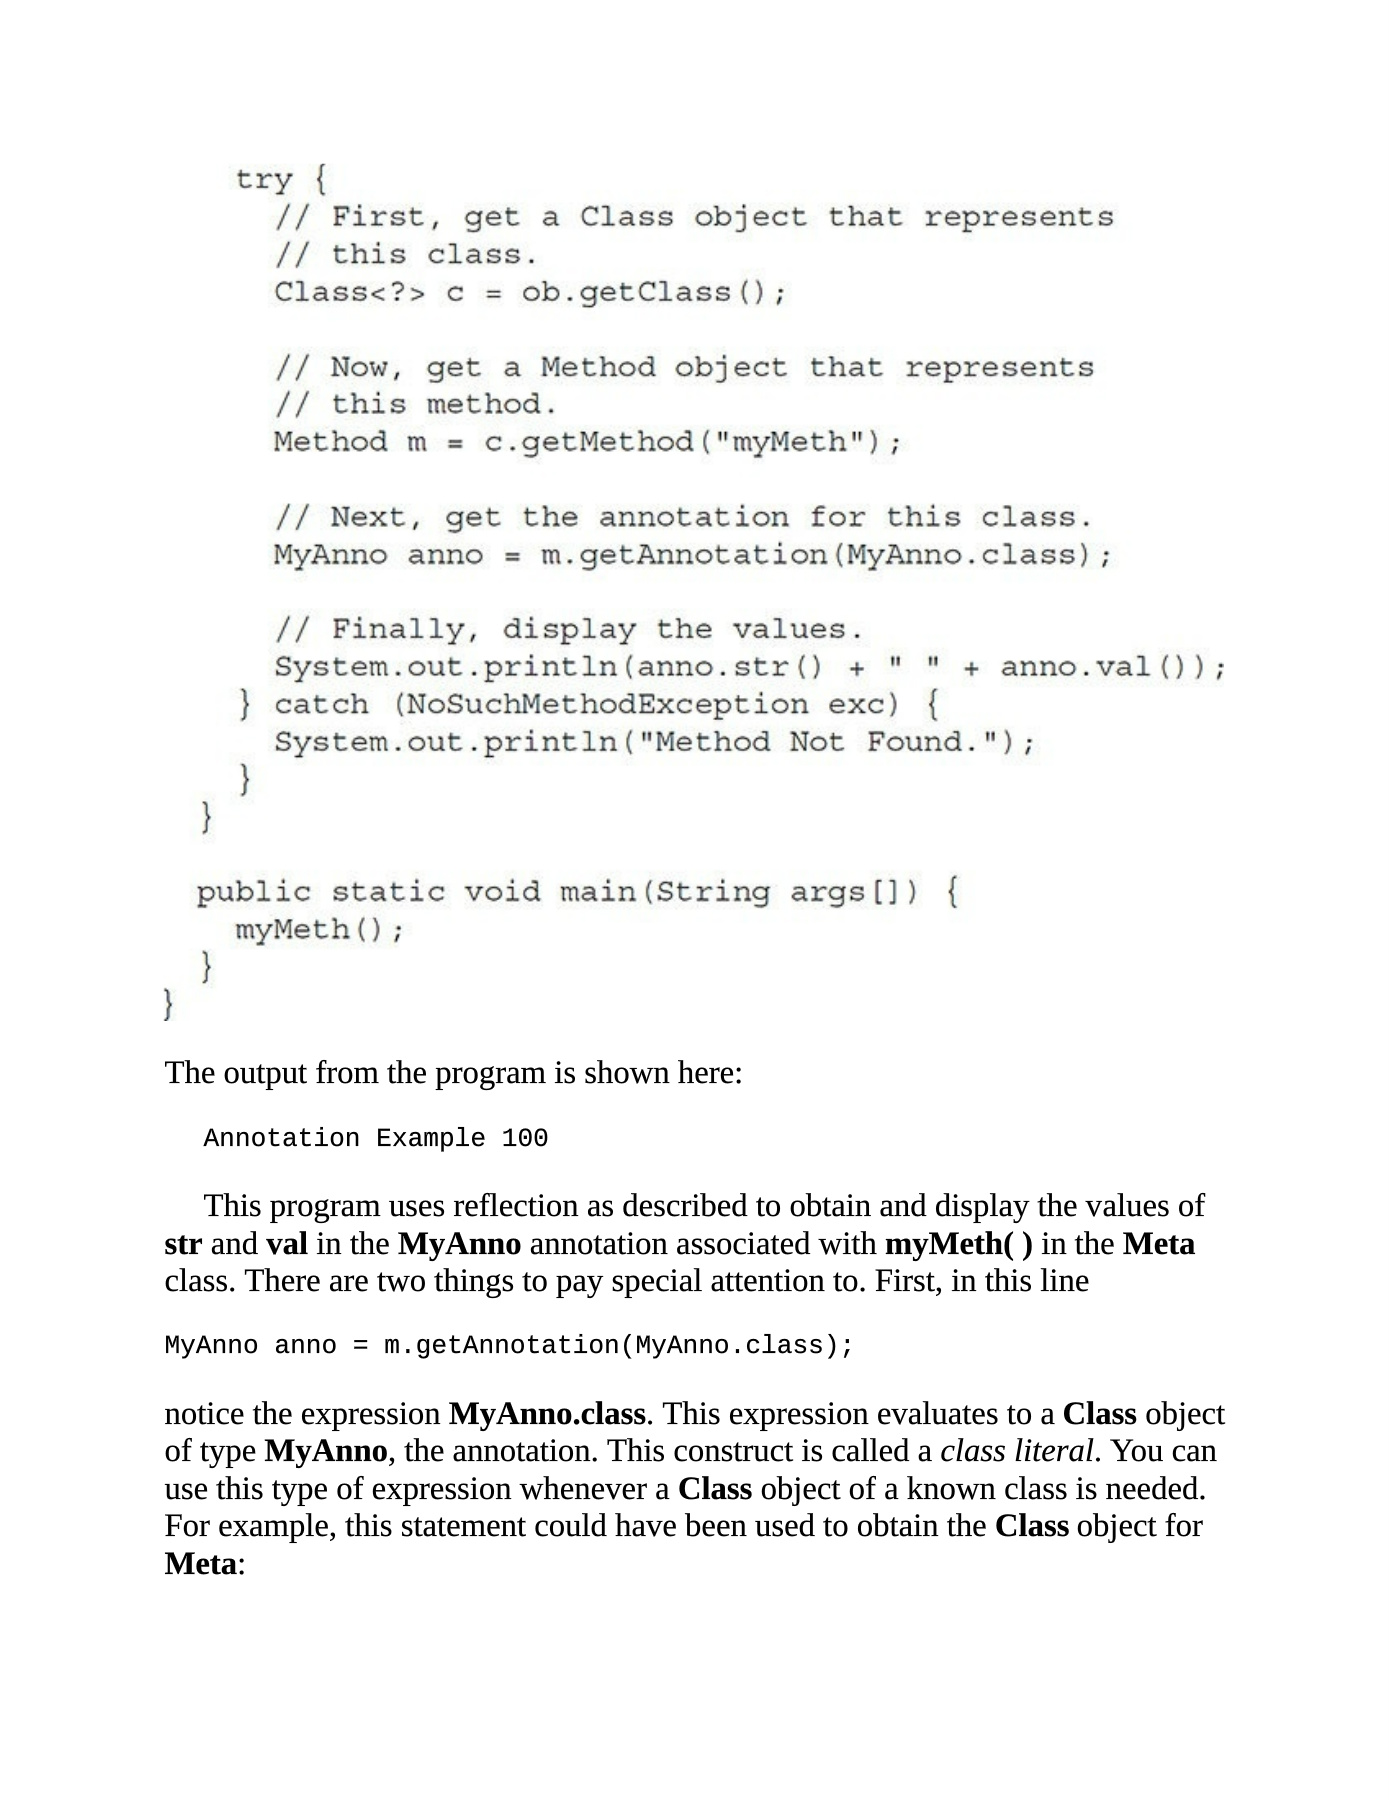 try {
// First, get a Class object that represents
// this class.
Class<?> c = ob.getClass();
// Now, get a Method object that represents
// this method.
Method m = c.getMethod("myMeth");
// Next, get the annotation for this class.
MyAnno anno = m.getAnnotation(MyAnno.class);
// Finally, display the values.
System.out.println(anno.str() + " " + anno.val());
} catch (NoSuchMethodException exc) {
System.out.println("Method Not Found.");
}
}
public static void main(String args[]) {
myMeth();
}
}
The output from the program is shown here:
Annotation Example 100
This program uses reflection as described to obtain and display the values of
str and val in the MyAnno annotation associated with myMeth( ) in the Meta
class. There are two things to pay special attention to. First, in this line
MyAnno anno = m.getAnnotation(MyAnno.class);
notice the expression MyAnno.class. This expression evaluates to a Class object
of type MyAnno, the annotation. This construct is called a class literal. You can
use this type of expression whenever a Class object of a known class is needed.
For example, this statement could have been used to obtain the Class object for
Meta: